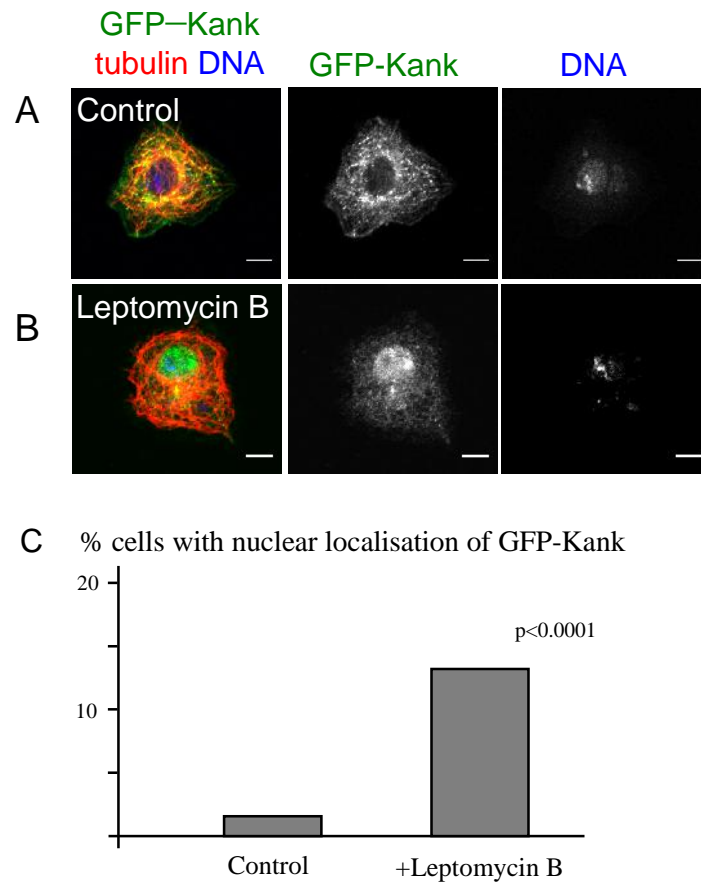 GFP–Kank
tubulin DNA
GFP-Kank
DNA
A
Control
B
Leptomycin B
C
% cells with nuclear localisation of GFP-Kank
20
p<0.0001
10
Control
+Leptomycin B